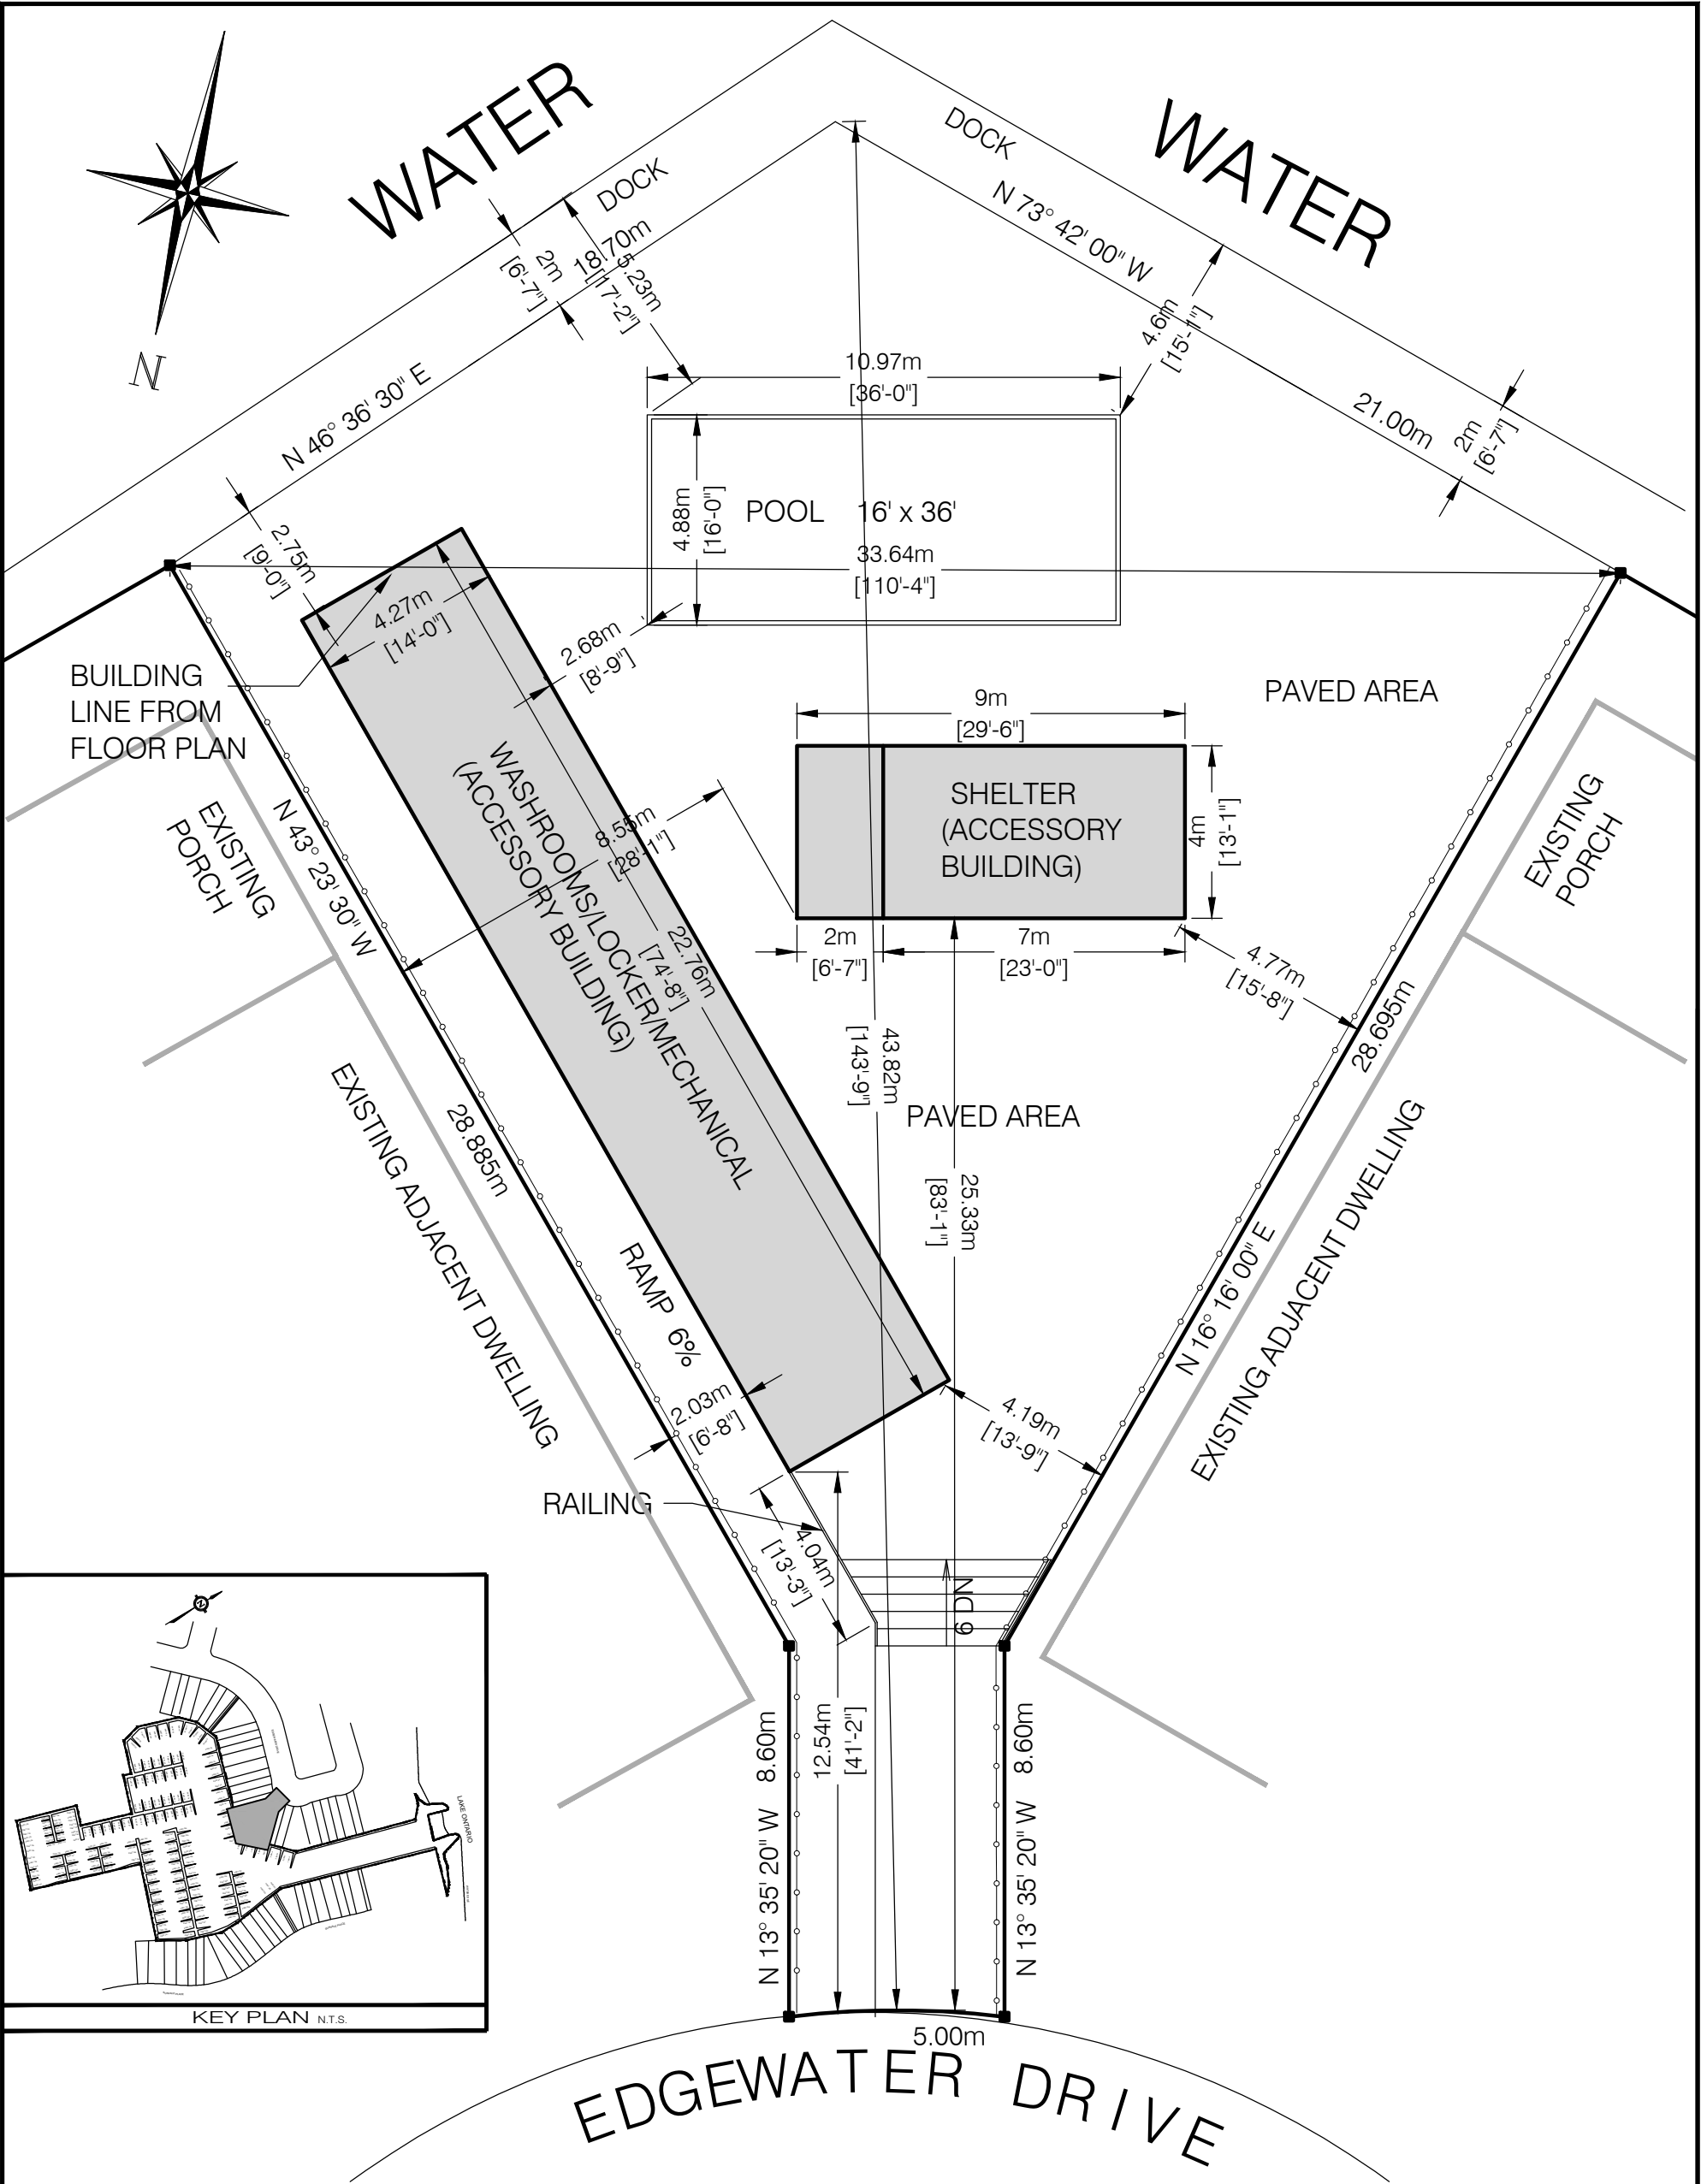 WATER
WATER
DOCK
DOCK
N
18.70m
2m
[6'-7"]
5.23m
[17'-2"]
N 73° 42' 00" W
4.6m
[15'-1"]
21.00m
2m
[6'-7"]
N 46° 36' 30" E
10.97m
[36'-0"]
4.88m
[16'-0"]
POOL 16' x 36'
33.64m
[110'-4"]
2.75m
[9'-0"]
4.27m
[14'-0"]
2.68m
[8'-9"]
BUILDING
LINE FROM
FLOOR PLAN
PAVED AREA
9m
[29'-6"]
SHELTER
(ACCESSORY
BUILDING)
4m
[13'-1"]
2m
[6'-7"]
7m
[23'-0"]
EXISTING
PORCH
EXISTING
PORCH
N 43° 23' 30" W
WASHROOMS/LOCKER/MECHANICAL
(ACCESSORY BUILDING)
8.55m
[28'-1"]
22.76m
[74'-8"]
4.77m
[15'-8"]
28.695m
43.82m
[143'-9"]
PAVED AREA
EXISTING ADJACENT DWELLING
28.885m
25.33m
[83'-1"]
RAMP 6%
N 16° 16' 00" E
EXISTING ADJACENT DWELLING
2.03m
[6'-8"]
4.19m
[13'-9"]
RAILING
4.04m
[13'-3"]
6 DN
12.54m
[41'-2"]
N 13° 35' 20" W 8.60m
N 13° 35' 20" W 8.60m
5.00m
EDGEWATER DRIVE
LAKE ONTARIO
KEY PLAN N.T.S.